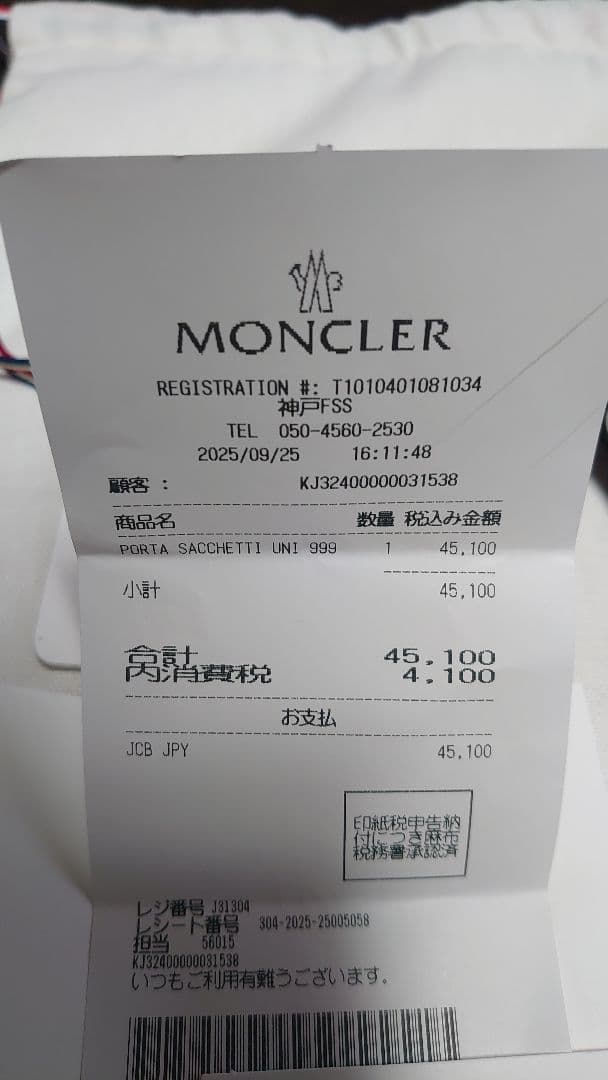 MONCLER
REGISTRATION #: T1010401081034
神戸FSS
TEL 050-4560-2530
2025/09/25 16:11:48
顧客 : KJ32400000031538
商品名 数量 税込み金額
PORTA SACCHETTI UNI 999 1 45,100
小計 45,100
合計 45,100
内消費税 4,100
お支払
JCB JPY 45,100
印紙税申告納
付につき麻布
税務署承認済
レジ番号 J31304
レシート番号 304-2025-25005058
担当 56015
KJ32400000031538
いつもご利用有難うございます。